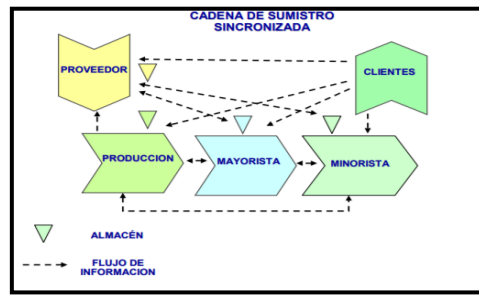 CADENA DE SUMISTRO
SINCRONIZADA
PROVEEDOR
CLIENTES
PRODUCCION
MAYORISTA
MINORISTA
ALMACÉN
FLUJO DE
INFORMACION